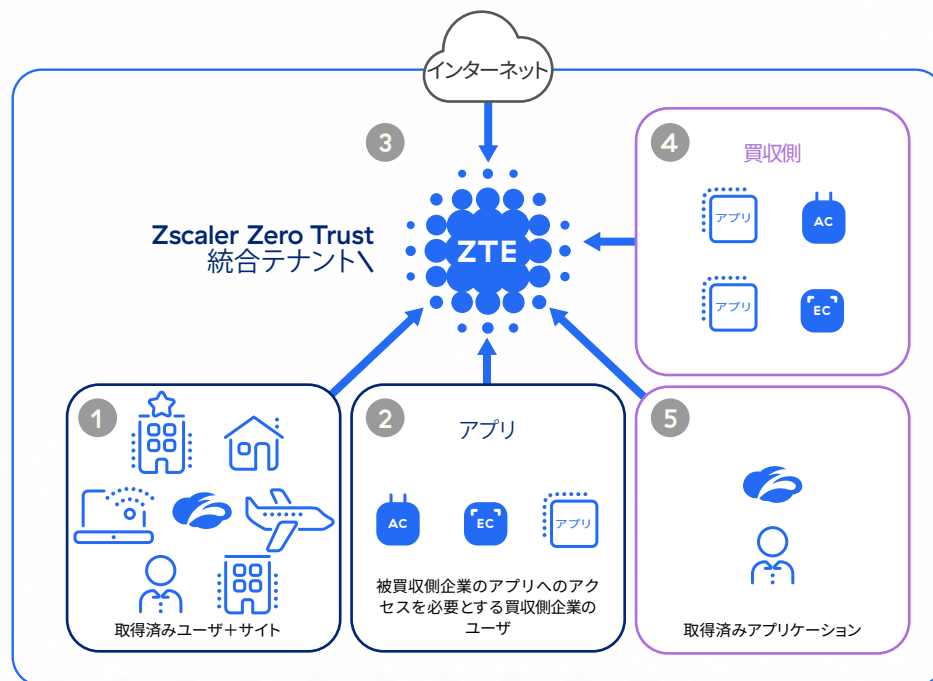 インターネット
3
Zscaler Zero Trust
統合テナント\
ZTE
4
買収側
アプリ
AC
アプリ
EC
1
取得済みユーザ+サイト
2
アプリ
AC
EC
アプリ
被買収側企業のアプリへのアク
セスを必要とする買収側企業の
ユーザ
5
取得済みアプリケーション